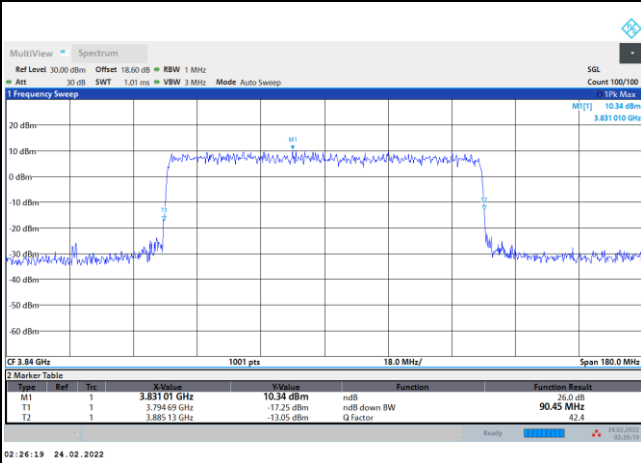 MultiView Spectrum
Ref Level 30.00 dBm Offset 18.60 dB RBW 1 MHz SGL
Att 30 dB SWT 1.01 ms VBW 3 MHz Mode Auto Sweep Count 100/100
1 Frequency Sweep 1Pk Max
M1[1] 10.34 dBm
3.831 010 GHz
M1
20 dBm
10 dBm
0 dBm
-10 dBm
T1
T2
-20 dBm
-30 dBm
-40 dBm
-50 dBm
-60 dBm
CF 3.84 GHz 1001 pts 18.0 MHz/ Span 180.0 MHz
2 Marker Table
Type Ref Trc X-Value Y-Value Function Function Result
M1 1 3.831 01 GHz 10.34 dBm ndB 26.0 dB
T1 1 3.794 69 GHz -17.25 dBm ndB down BW 90.45 MHz
T2 1 3.885 13 GHz -13.05 dBm Q Factor 42.4
Ready 24.02.2022
02:26:19
02:26:19 24.02.2022